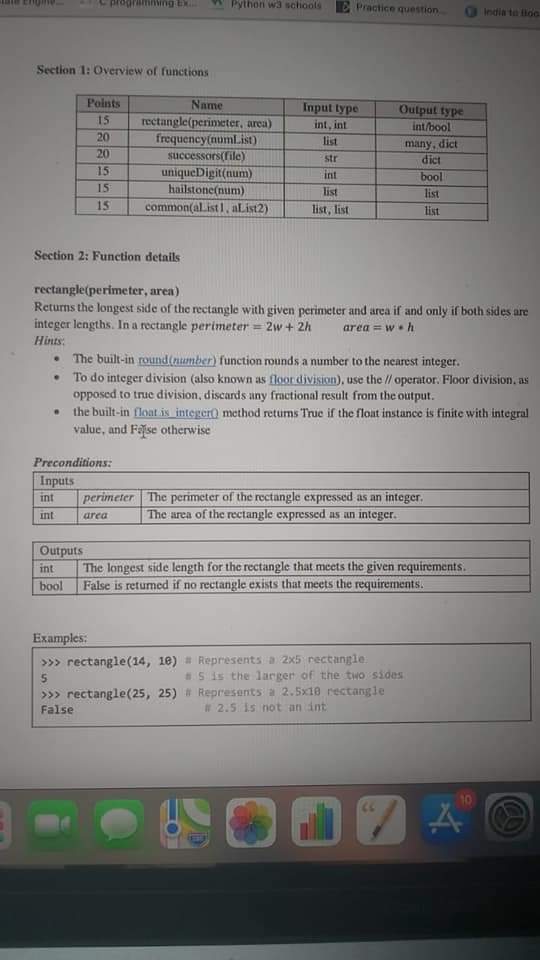 C programming Ex...
Python w3 schools
Practice question...
India to Bos
Section 1: Overview of functions
Points Name Input type Output type
15 rectangle(perimeter, area) int, int int/bool
20 frequency(numList) list many, dict
20 successors(file) str dict
15 uniqueDigit(num) int bool
15 hailstone(num) list list
15 common(aList1, aList2) list, list list
Section 2: Function details
rectangle(perimeter, area)
Returns the longest side of the rectangle with given perimeter and area if and only if both sides are
integer lengths. In a rectangle perimeter = 2w + 2h area = w * h
Hints:
• The built-in round(number) function rounds a number to the nearest integer.
• To do integer division (also known as floor division), use the // operator. Floor division, as
opposed to true division, discards any fractional result from the output.
• the built-in float.is_integer() method returns True if the float instance is finite with integral
value, and False otherwise
Preconditions:
Inputs
int perimeter The perimeter of the rectangle expressed as an integer.
int area The area of the rectangle expressed as an integer.
Outputs
int The longest side length for the rectangle that meets the given requirements.
bool False is returned if no rectangle exists that meets the requirements.
Examples:
>>> rectangle(14, 10) # Represents a 2x5 rectangle
5 # 5 is the larger of the two sides
>>> rectangle(25, 25) # Represents a 2.5x10 rectangle
False # 2.5 is not an int
10